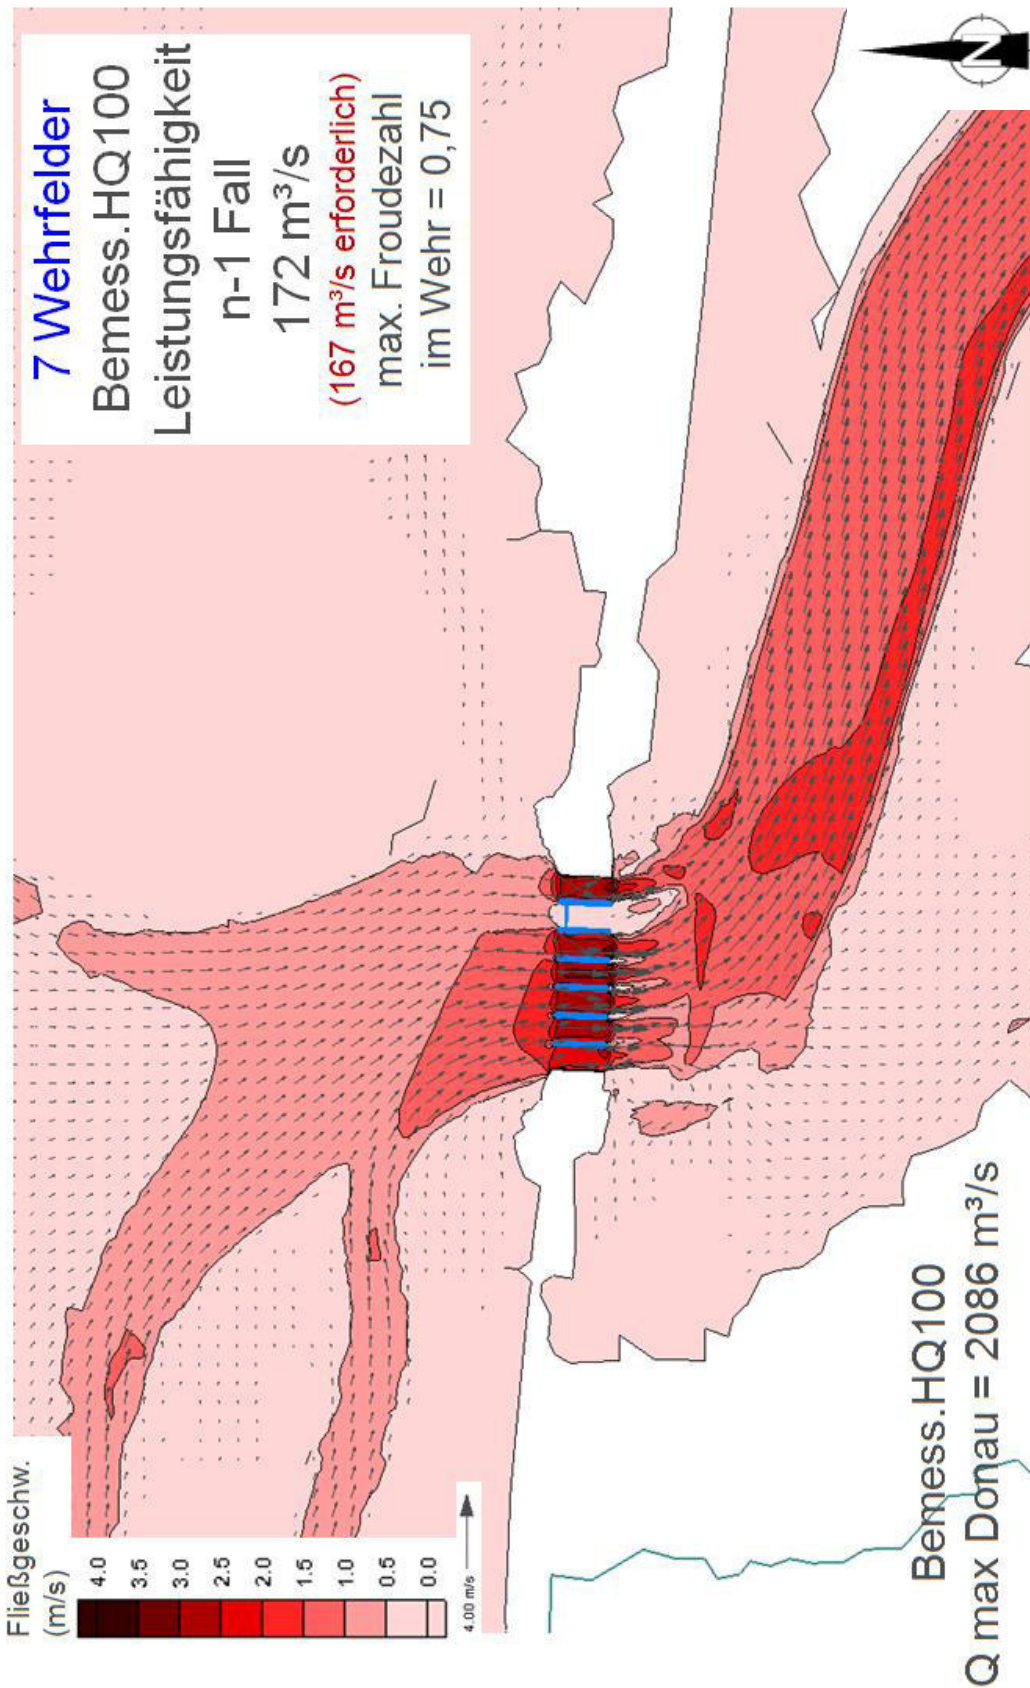 Fließgeschw.
(m/s)
4.0
3.5
3.0
2.5
2.0
1.5
1.0
0.0
4.00 m/s
7 Wehrfelder
Bemess.HQ100
Leistungsfähigkeit
n-1 Fall
172 m³/s
(167 m³/s erforderlich)
max. Froudezahl
im Wehr = 0,75
N
Bemess.HQ100
Q max Donau = 2086 m³/s